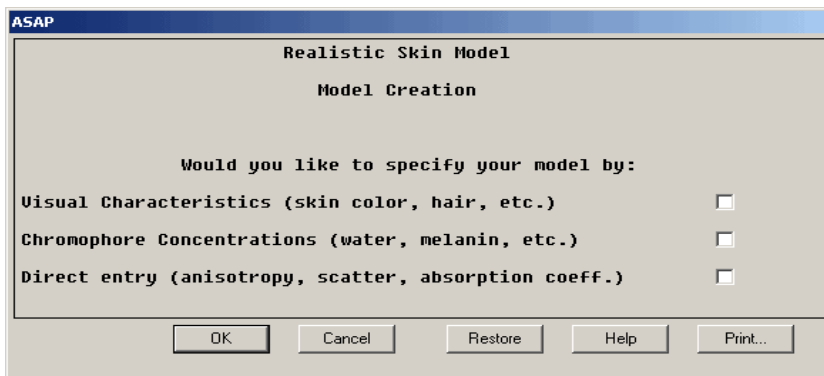 ASAP
Realistic Skin Model
Model Creation
Would you like to specify your model by:
Visual Characteristics (skin color, hair, etc.)
Chromophore Concentrations (water, melanin, etc.)
Direct entry (anisotropy, scatter, absorption coeff.)
OK Cancel Restore Help Print...